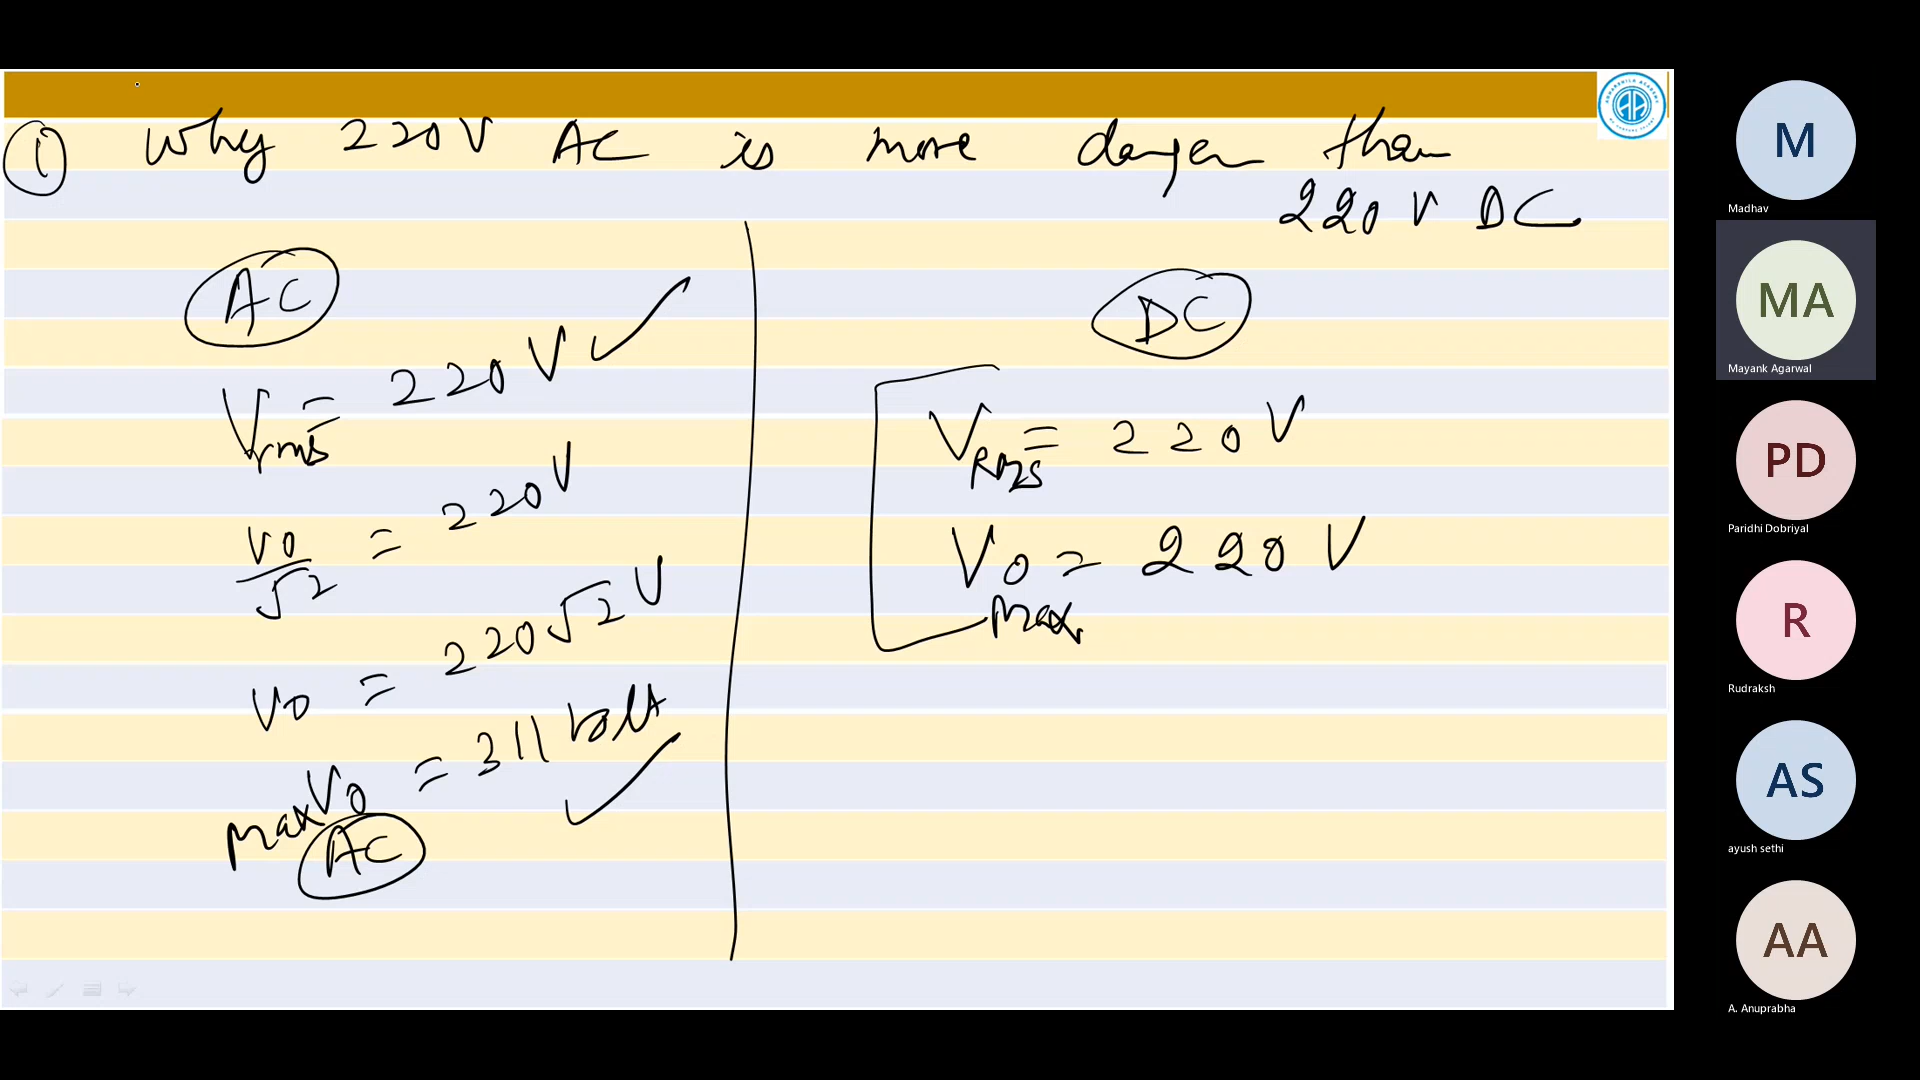 ① Why 220V AC is more danger than
220 V DC
AC
Vrms = 220 V ✓
V0/√2 = 220V
V0 = 220√2 V
max V0 = 311 volt ✓
AC
DC
VRMS = 220 V
V0 = 220 V
max
M
Madhav
MA
Mayank Agarwal
PD
Paridhi Dobriyal
R
Rudraksh
AS
ayush sethi
AA
A. Anuprabha